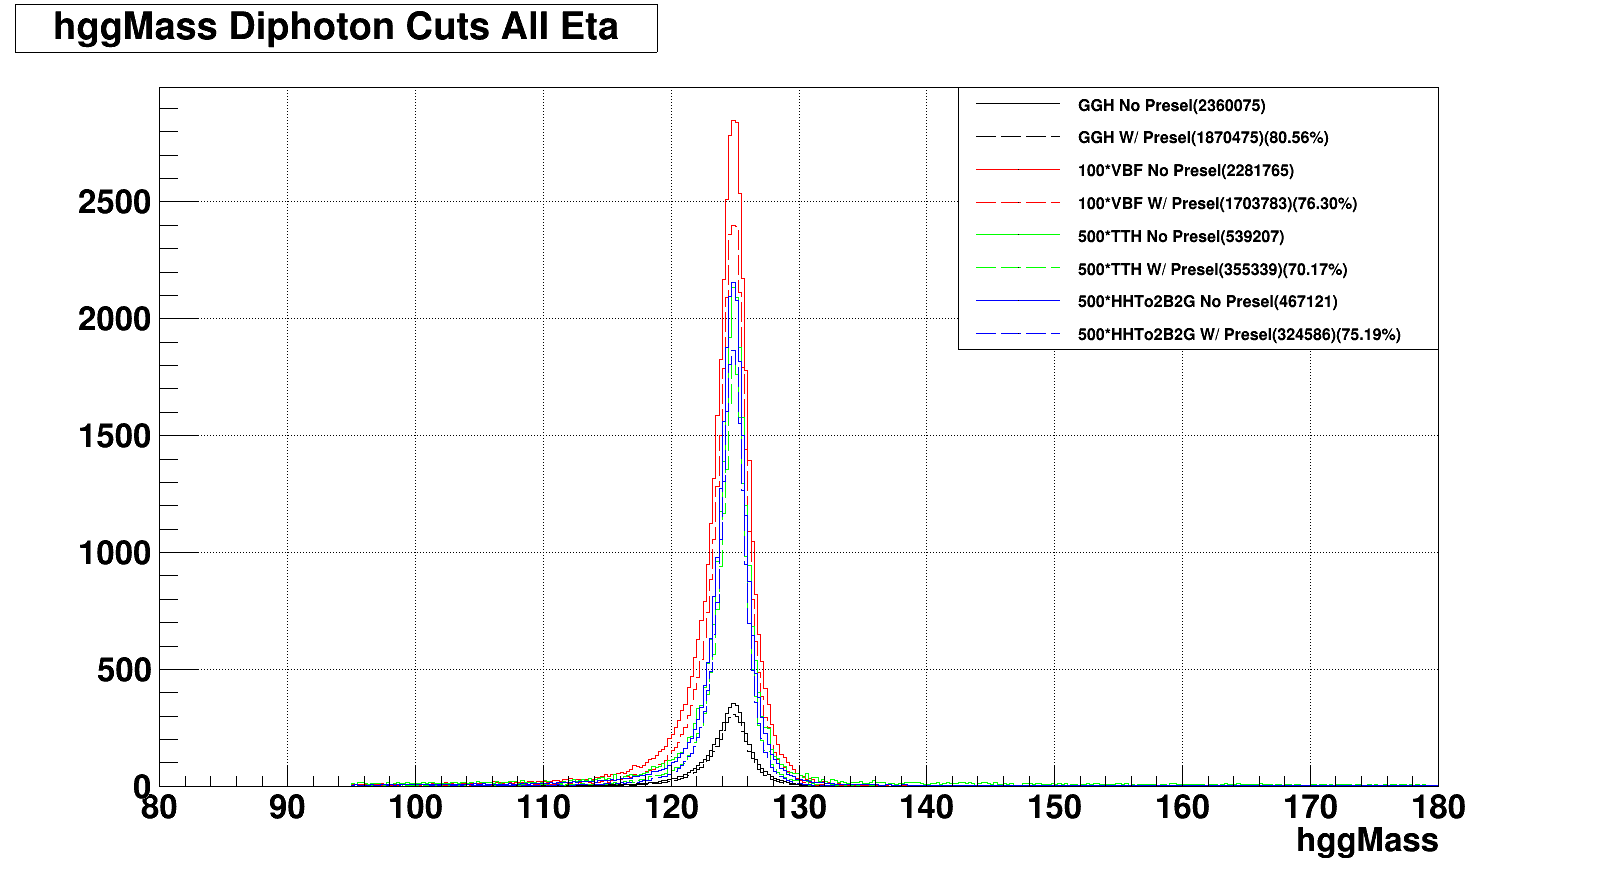 hggMass Diphoton Cuts All Eta
GGH No Presel(2360075)
GGH W/ Presel(1870475)(80.56%)
100*VBF No Presel(2281765)
100*VBF W/ Presel(1703783)(76.30%)
500*TTH No Presel(539207)
500*TTH W/ Presel(355339)(70.17%)
500*HHTo2B2G No Presel(467121)
500*HHTo2B2G W/ Presel(324586)(75.19%)
2500
2000
1500
1000
500
0
80 90 100 110 120 130 140 150 160 170 180
hggMass